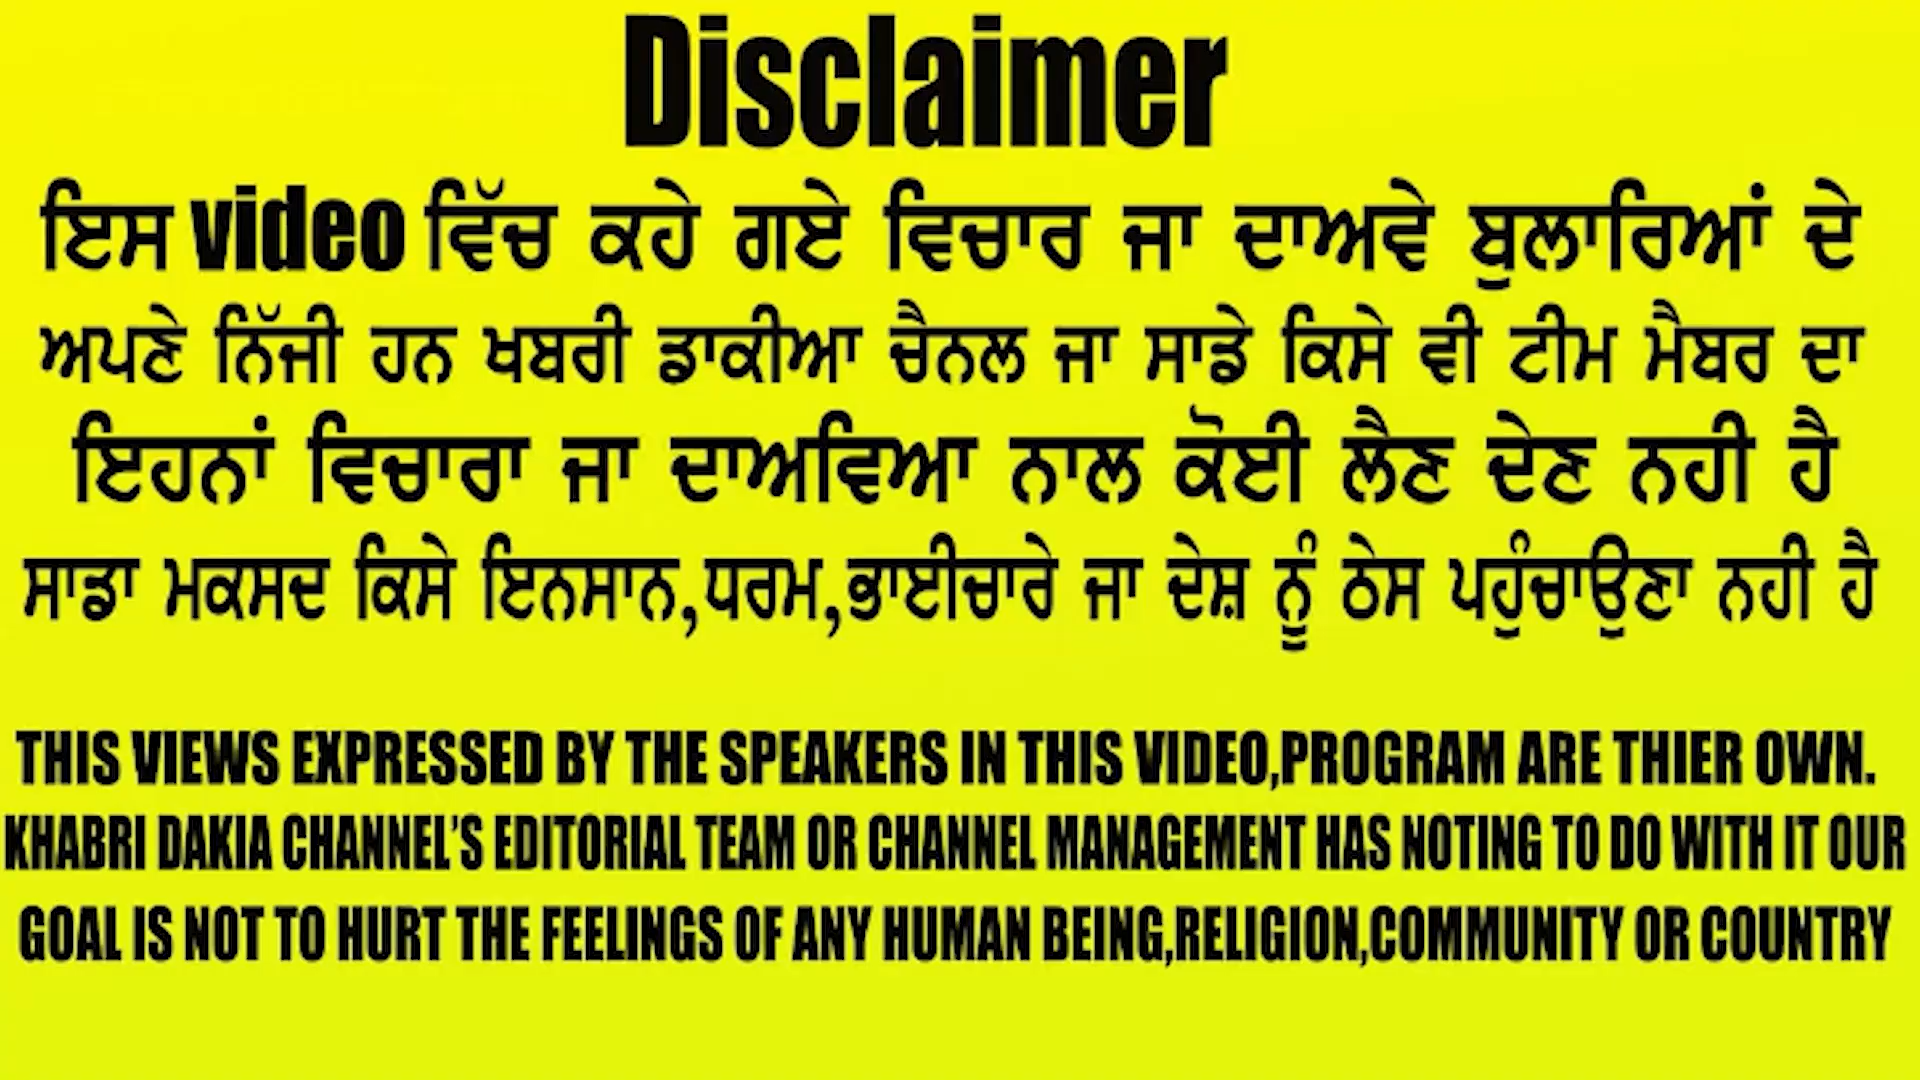 Disclaimer
ਇਸ video ਵਿੱਚ ਕਹੇ ਗਏ ਵਿਚਾਰ ਜਾ ਦਾਅਵੇ ਬੁਲਾਰਿਆਂ ਦੇ
ਅਪਣੇ ਨਿੱਜੀ ਹਨ ਖਬਰੀ ਡਾਕੀਆ ਚੈਨਲ ਜਾ ਸਾਡੇ ਕਿਸੇ ਵੀ ਟੀਮ ਮੈਬਰ ਦਾ
ਇਹਨਾਂ ਵਿਚਾਰਾ ਜਾ ਦਾਅਵਿਆ ਨਾਲ ਕੋਈ ਲੈਣ ਦੇਣ ਨਹੀ ਹੈ
ਸਾਡਾ ਮਕਸਦ ਕਿਸੇ ਇਨਸਾਨ,ਧਰਮ,ਭਾਈਚਾਰੇ ਜਾ ਦੇਸ਼ ਨੂੰ ਠੇਸ ਪਹੁੰਚਾਉਣਾ ਨਹੀ ਹੈ
THIS VIEWS EXPRESSED BY THE SPEAKERS IN THIS VIDEO,PROGRAM ARE THIER OWN.
KHABRI DAKIA CHANNEL'S EDITORIAL TEAM OR CHANNEL MANAGEMENT HAS NOTING TO DO WITH IT OUR
GOAL IS NOT TO HURT THE FEELINGS OF ANY HUMAN BEING,RELIGION,COMMUNITY OR COUNTRY